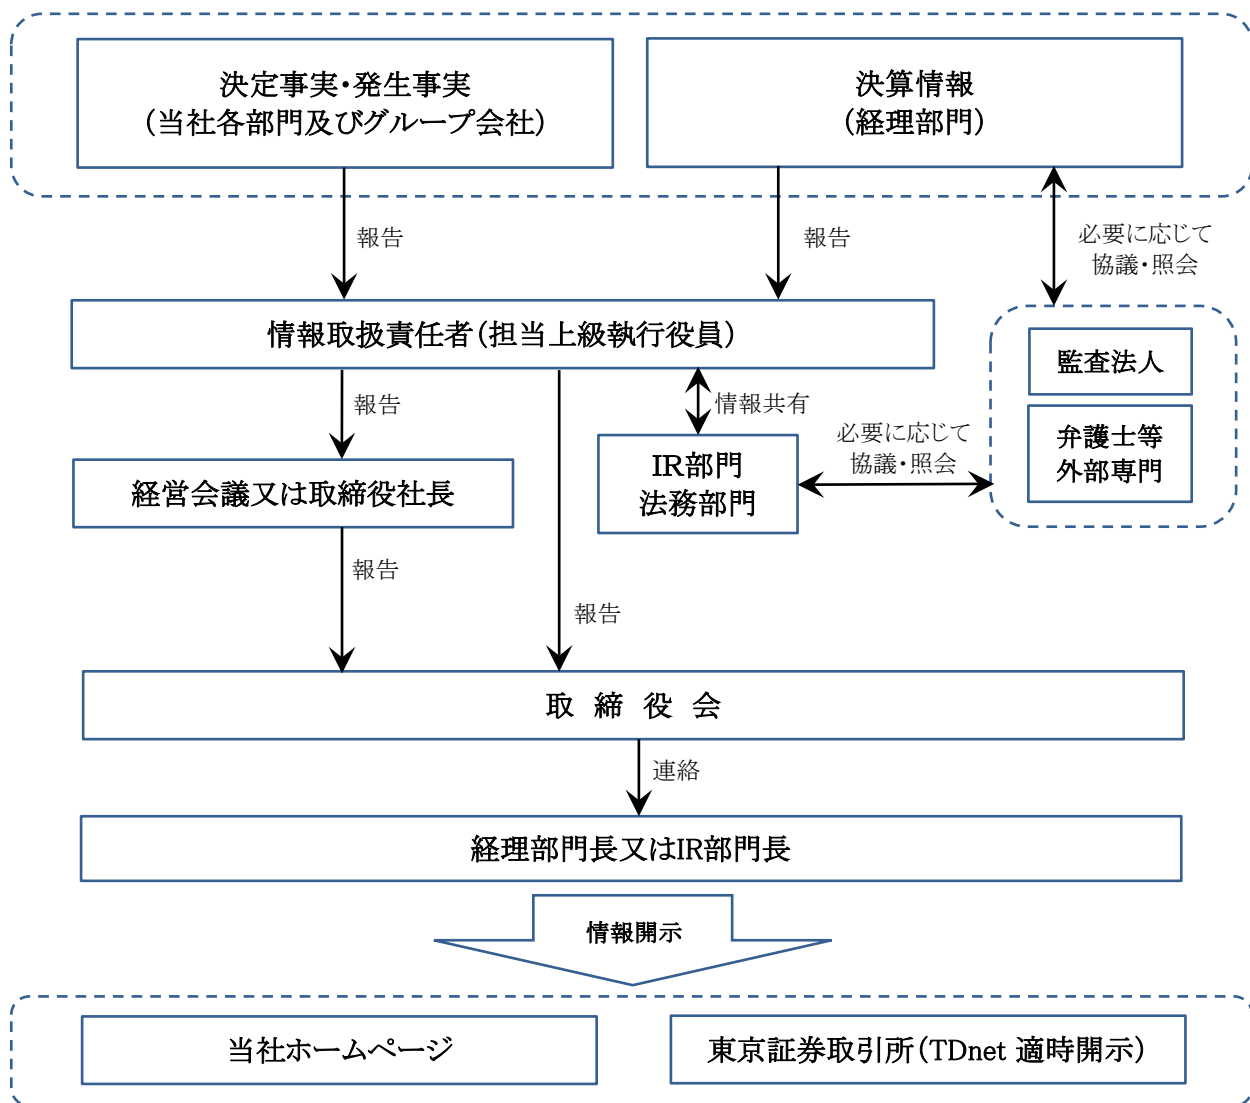 決定事実・発生事実
（当社各部門及びグループ会社）
決算情報
（経理部門）
報告
報告
必要に応じて
協議・照会
情報取扱責任者（担当上級執行役員）
監査法人
弁護士等
外部専門
報告
情報共有
IR部門
法務部門
必要に応じて
協議・照会
経営会議又は取締役社長
報告
報告
取 締 役 会
連絡
経理部門長又はIR部門長
情報開示
当社ホームページ
東京証券取引所（TDnet 適時開示）